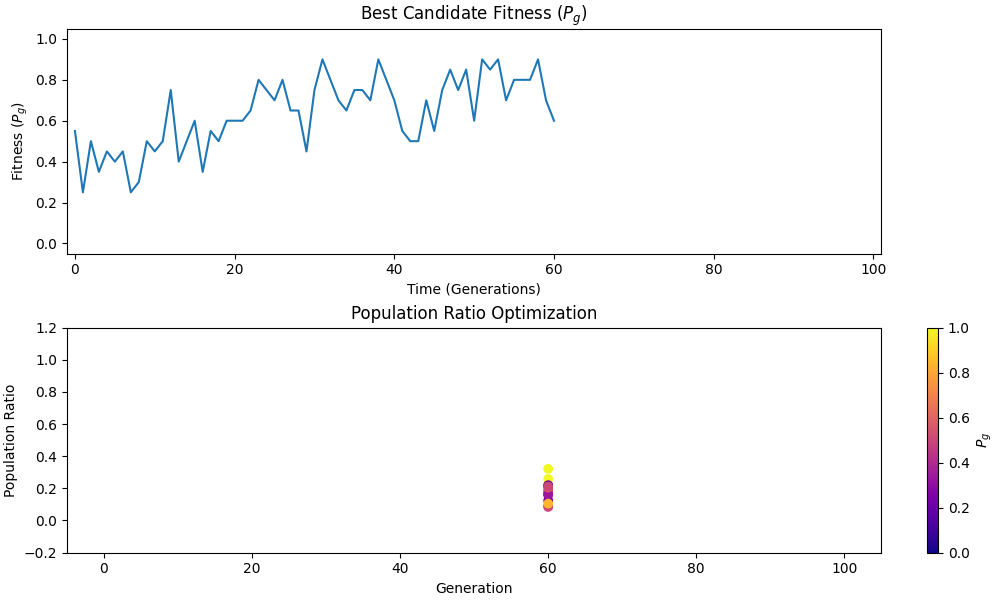 Best Candidate Fitness (P_g)
Fitness (P_g)
1.0
0.8
0.6
0.4
0.2
0.0
0 20 40 60 80 100
Time (Generations)
Population Ratio Optimization
Population Ratio
1.2
1.0
0.8
0.6
0.4
0.2
0.0
−0.2
0 20 40 60 80 100
Generation
1.0
0.8
0.6
0.4
0.2
0.0
P_g